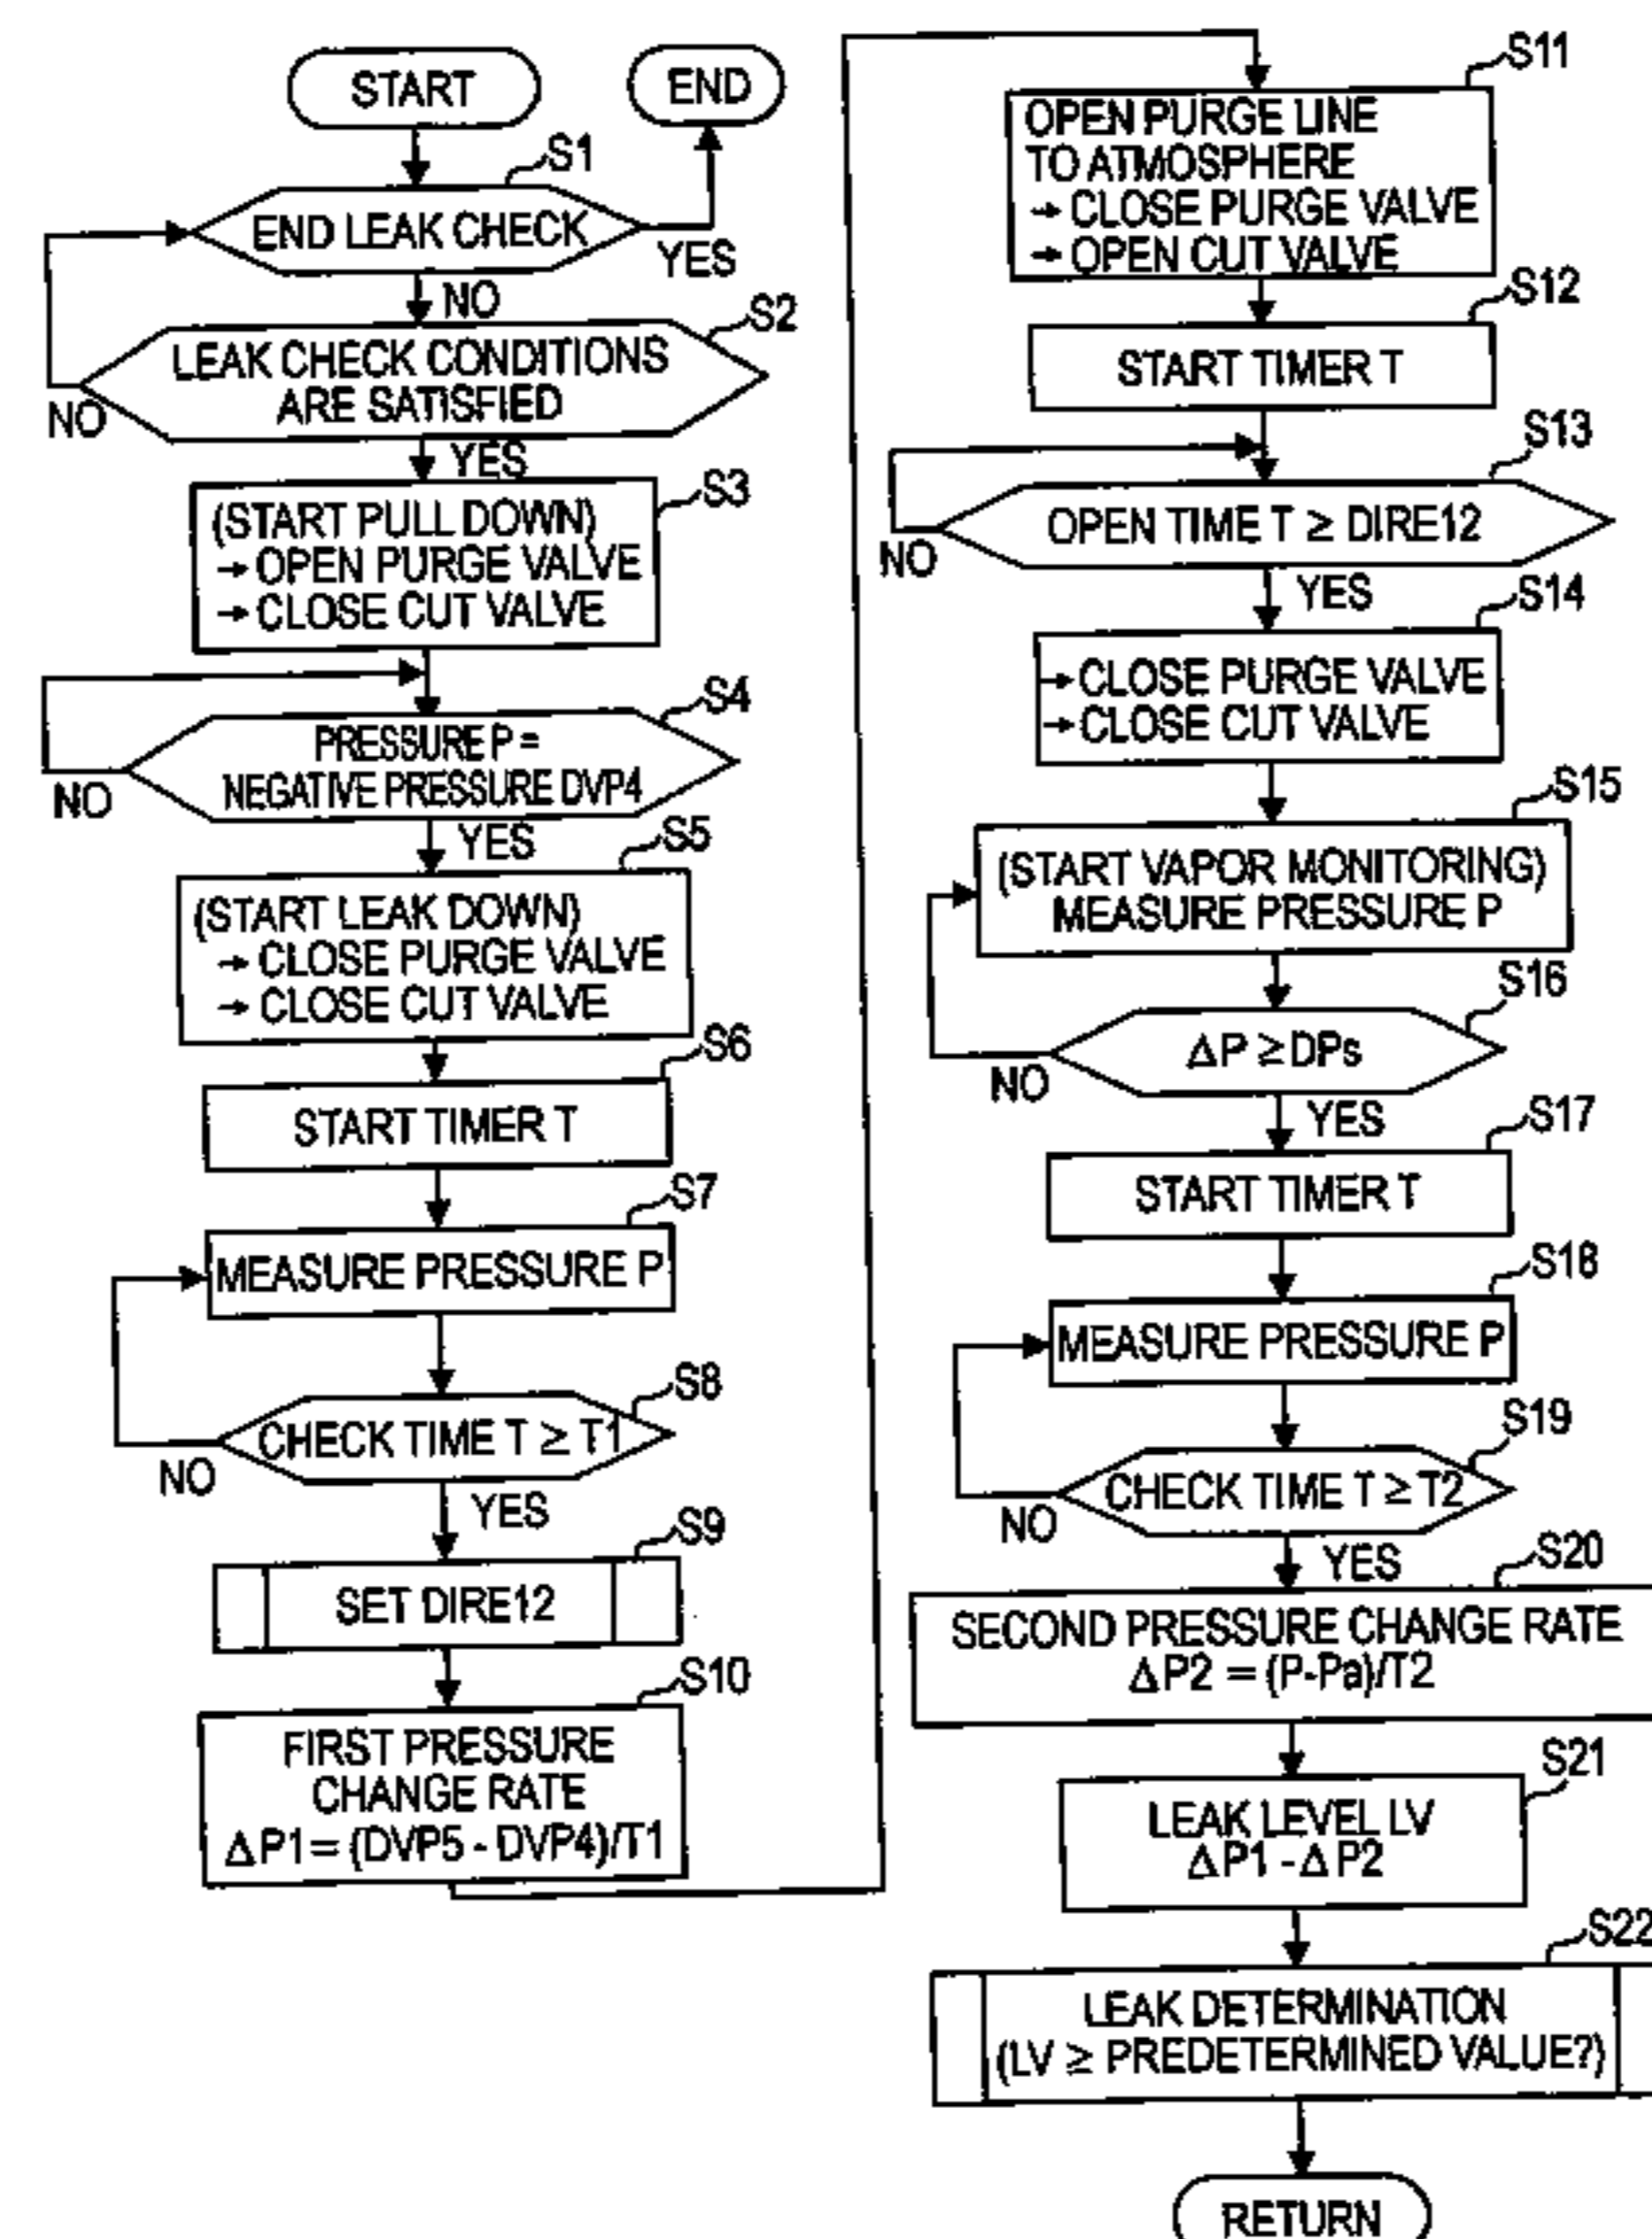 START
END
S1
END LEAK CHECK
YES
NO
S2
LEAK CHECK CONDITIONS
ARE SATISFIED
NO
YES
S3
(START PULL DOWN)
→ OPEN PURGE VALVE
→ CLOSE CUT VALVE
S4
PRESSURE P =
NEGATIVE PRESSURE DVP4
NO
YES
S5
(START LEAK DOWN)
→ CLOSE PURGE VALVE
→ CLOSE CUT VALVE
S6
START TIMER T
S7
MEASURE PRESSURE P
S8
CHECK TIME T ≥ T1
NO
YES
S9
SET DIRE12
S10
FIRST PRESSURE
CHANGE RATE
ΔP1 = (DVP5 - DVP4)/T1
S11
OPEN PURGE LINE
TO ATMOSPHERE
→ CLOSE PURGE VALVE
→ OPEN CUT VALVE
S12
START TIMER T
S13
OPEN TIME T ≥ DIRE12
NO
YES
S14
→ CLOSE PURGE VALVE
→ CLOSE CUT VALVE
S15
(START VAPOR MONITORING)
MEASURE PRESSURE P
S16
ΔP ≥ DPs
NO
YES
S17
START TIMER T
S18
MEASURE PRESSURE P
S19
CHECK TIME T ≥ T2
NO
YES
S20
SECOND PRESSURE CHANGE RATE
ΔP2 = (P-Pa)/T2
S21
LEAK LEVEL LV
ΔP1 - ΔP2
S22
LEAK DETERMINATION
(LV ≥ PREDETERMINED VALUE?)
RETURN